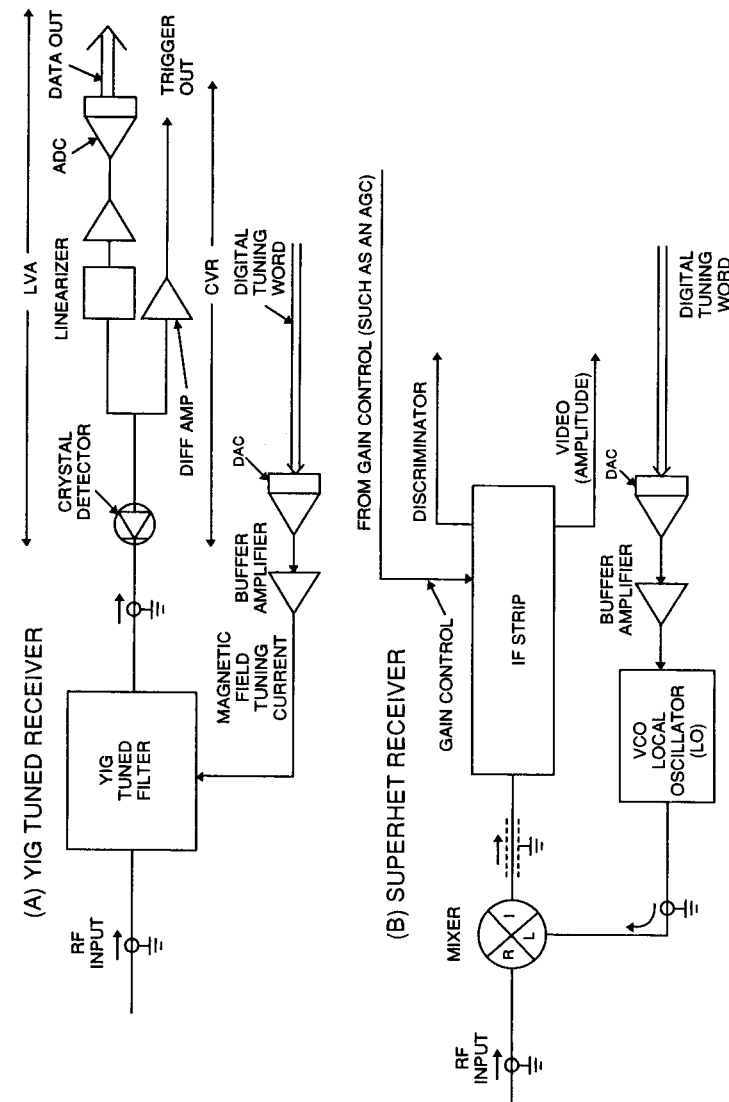 (A) YIG TUNED RECEIVER
LVA
RF
INPUT
YIG
TUNED
FILTER
CRYSTAL
DETECTOR
LINEARIZER
ADC
DATA OUT
DIFF AMP
TRIGGER
OUT
CVR
MAGNETIC
FIELD
TUNING
CURRENT
BUFFER
AMPLIFIER
DAC
DIGITAL
TUNING
WORD
(B) SUPERHET RECEIVER
FROM GAIN CONTROL (SUCH AS AN AGC)
GAIN CONTROL
DISCRIMINATOR
RF
INPUT
MIXER
R
I
L
IF STRIP
VIDEO
(AMPLITUDE)
VCO
LOCAL
OSCILLATOR
(LO)
BUFFER
AMPLIFIER
DAC
DIGITAL
TUNING
WORD